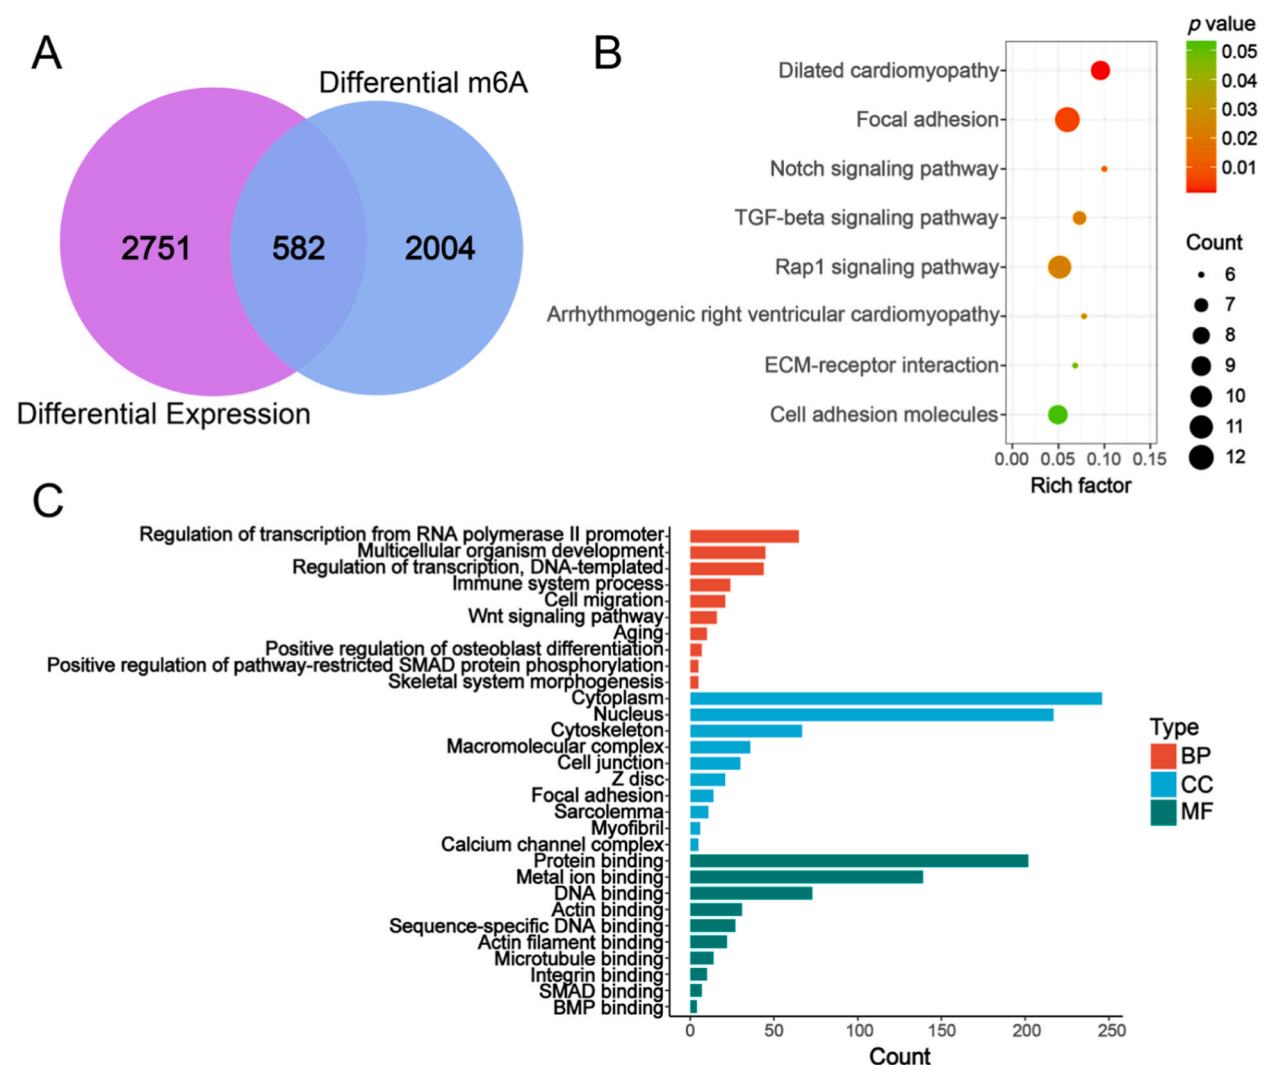 A
Differential m6A
2751
582
2004
Differential Expression
B
Dilated cardiomyopathy
Focal adhesion
Notch signaling pathway
TGF-beta signaling pathway
Rap1 signaling pathway
Arrhythmogenic right ventricular cardiomyopathy
ECM-receptor interaction
Cell adhesion molecules
0.00 0.05 0.10 0.15
Rich factor
p value
0.05
0.04
0.03
0.02
0.01
Count
6
7
8
9
10
11
12
C
Regulation of transcription from RNA polymerase II promoter
Multicellular organism development
Regulation of transcription, DNA-templated
Immune system process
Cell migration
Wnt signaling pathway
Aging
Positive regulation of osteoblast differentiation
Positive regulation of pathway-restricted SMAD protein phosphorylation
Skeletal system morphogenesis
Cytoplasm
Nucleus
Cytoskeleton
Macromolecular complex
Cell junction
Z disc
Focal adhesion
Sarcolemma
Myofibril
Calcium channel complex
Protein binding
Metal ion binding
DNA binding
Actin binding
Sequence-specific DNA binding
Actin filament binding
Microtubule binding
Integrin binding
SMAD binding
BMP binding
0 50 100 150 200 250
Count
Type
BP
CC
MF